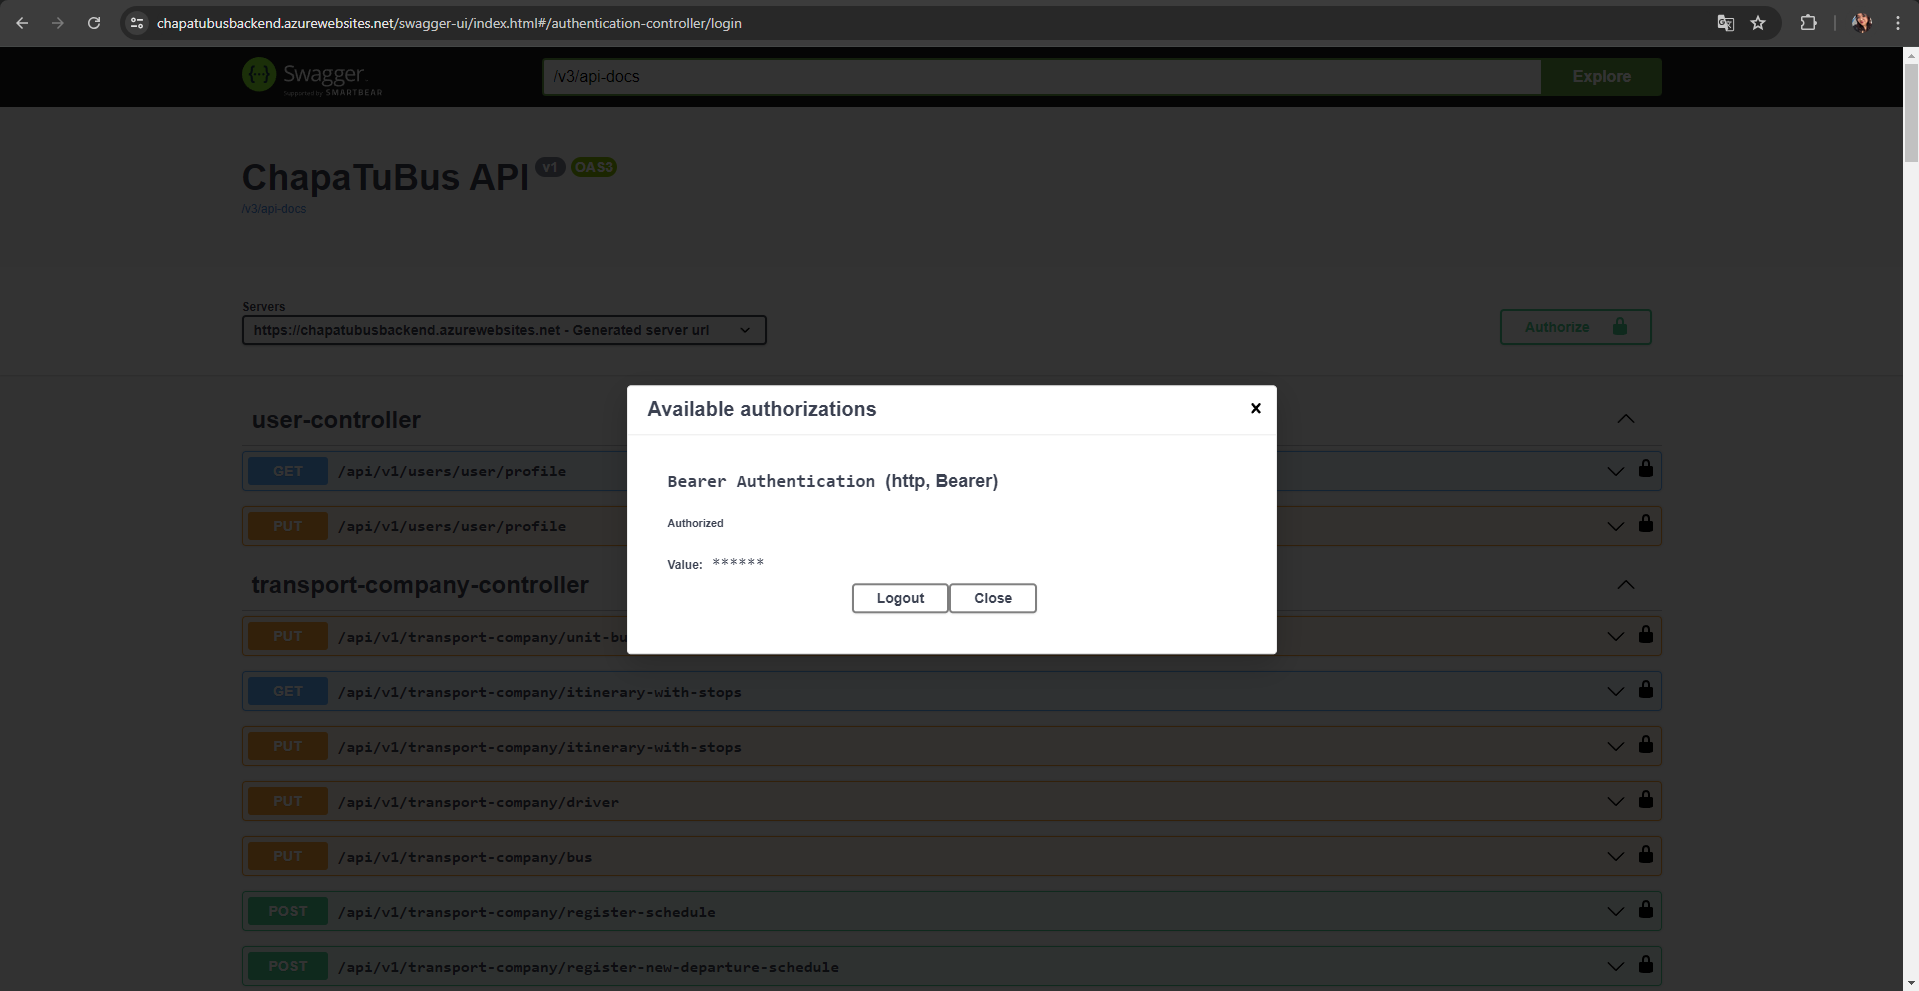 chapatubusbackend.azurewebsites.net/swagger-ui/index.html#/authentication-controller/login
Swagger
Supported by SMARTBEAR
/v3/api-docs
Explore
ChapaTuBus API v1 OAS3
/v3/api-docs
Servers
https://chapatubusbackend.azurewebsites.net - Generated server url
Authorize
Available authorizations
Bearer Authentication (http, Bearer)
Authorized
Value: ******
Logout Close
user-controller
GET /api/v1/users/user/profile
PUT /api/v1/users/user/profile
transport-company-controller
PUT /api/v1/transport-company/unit-bu
GET /api/v1/transport-company/itinerary-with-stops
PUT /api/v1/transport-company/itinerary-with-stops
PUT /api/v1/transport-company/driver
PUT /api/v1/transport-company/bus
POST /api/v1/transport-company/register-schedule
POST /api/v1/transport-company/register-new-departure-schedule